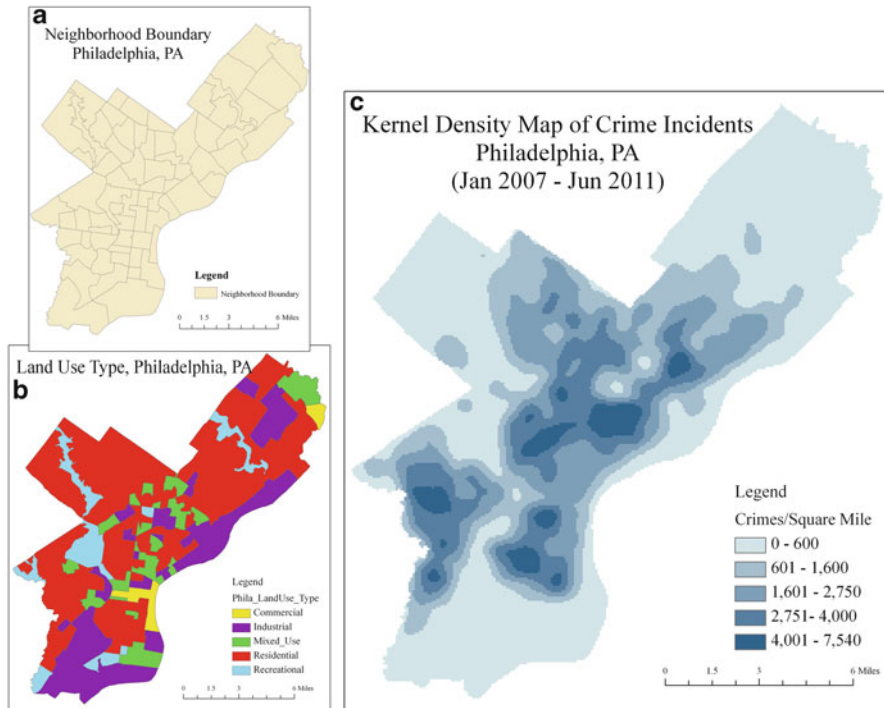 a
Neighborhood Boundary
Philadelphia, PA
Legend
Neighborhood Boundary
0 1.5 3 6 Miles
b
Land Use Type, Philadelphia, PA
Legend
Phila_LandUse_Type
Commercial
Industrial
Mixed_Use
Residential
Recreational
0 1.5 3 6 Miles
c
Kernel Density Map of Crime Incidents
Philadelphia, PA
(Jan 2007 - Jun 2011)
Legend
Crimes/Square Mile
0 - 600
601 - 1,600
1,601 - 2,750
2,751- 4,000
4,001 - 7,540
0 1.5 3 6 Miles